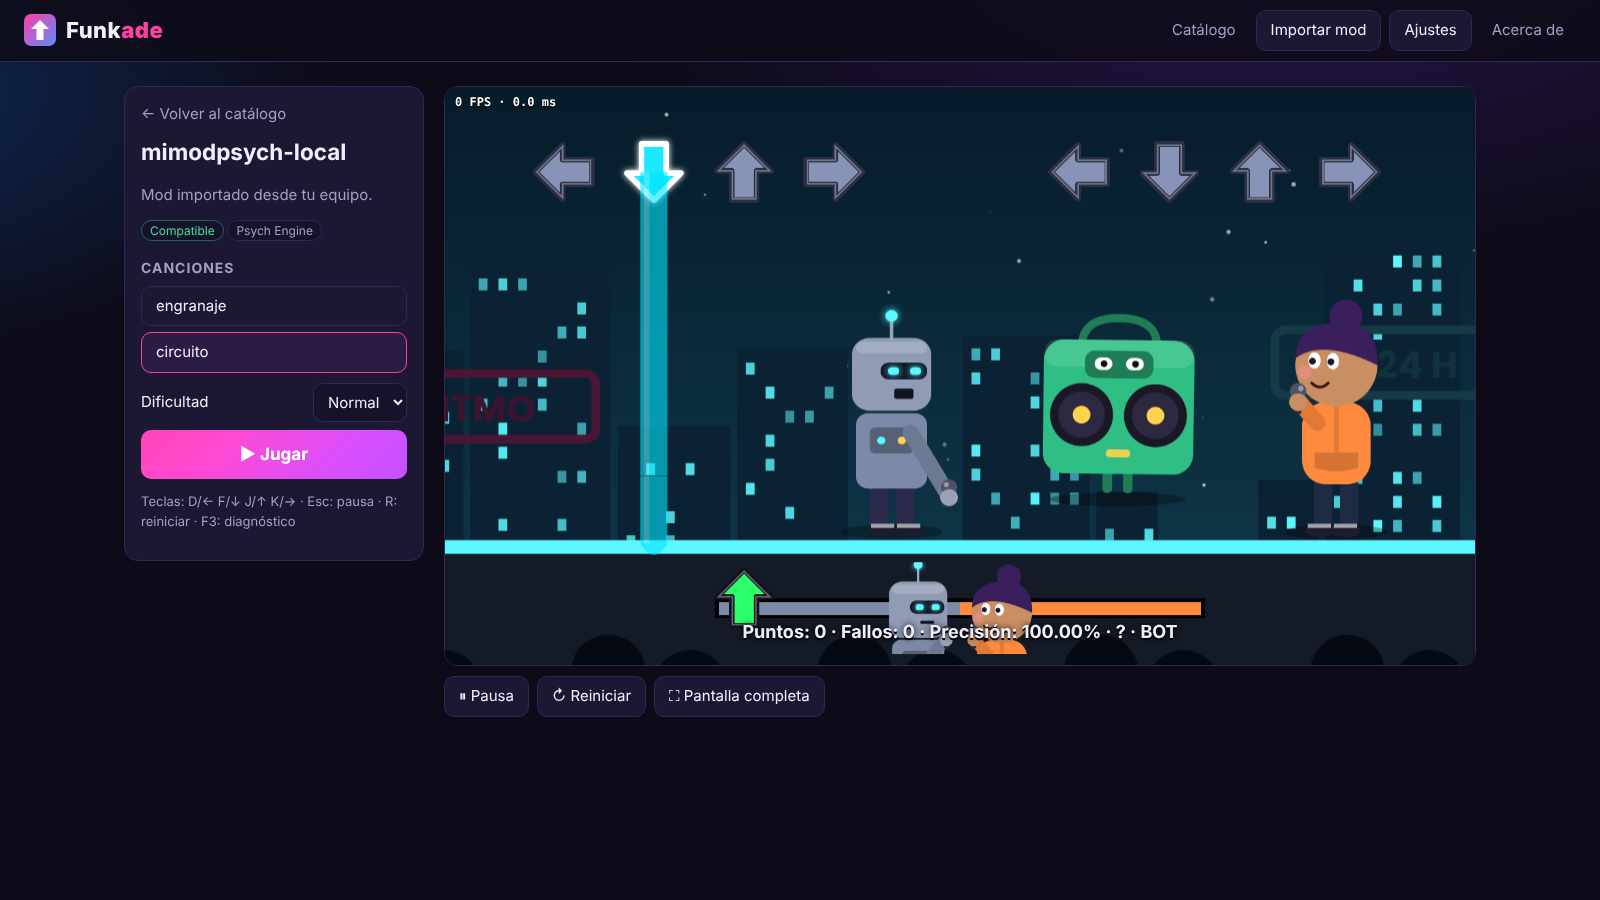 Funkade
Catálogo
Importar mod
Ajustes
Acerca de
← Volver al catálogo
mimodpsych-local
Mod importado desde tu equipo.
Compatible
Psych Engine
CANCIONES
engranaje
circuito
Dificultad
Normal
▶ Jugar
Teclas: D/← F/↓ J/↑ K/→ · Esc: pausa · R:
reiniciar · F3: diagnóstico
0 FPS · 0.0 ms
TMO
24 H
Puntos: 0 · Fallos: 0 · Precisión: 100.00% · ? · BOT
⏸ Pausa
↻ Reiniciar
⛶ Pantalla completa